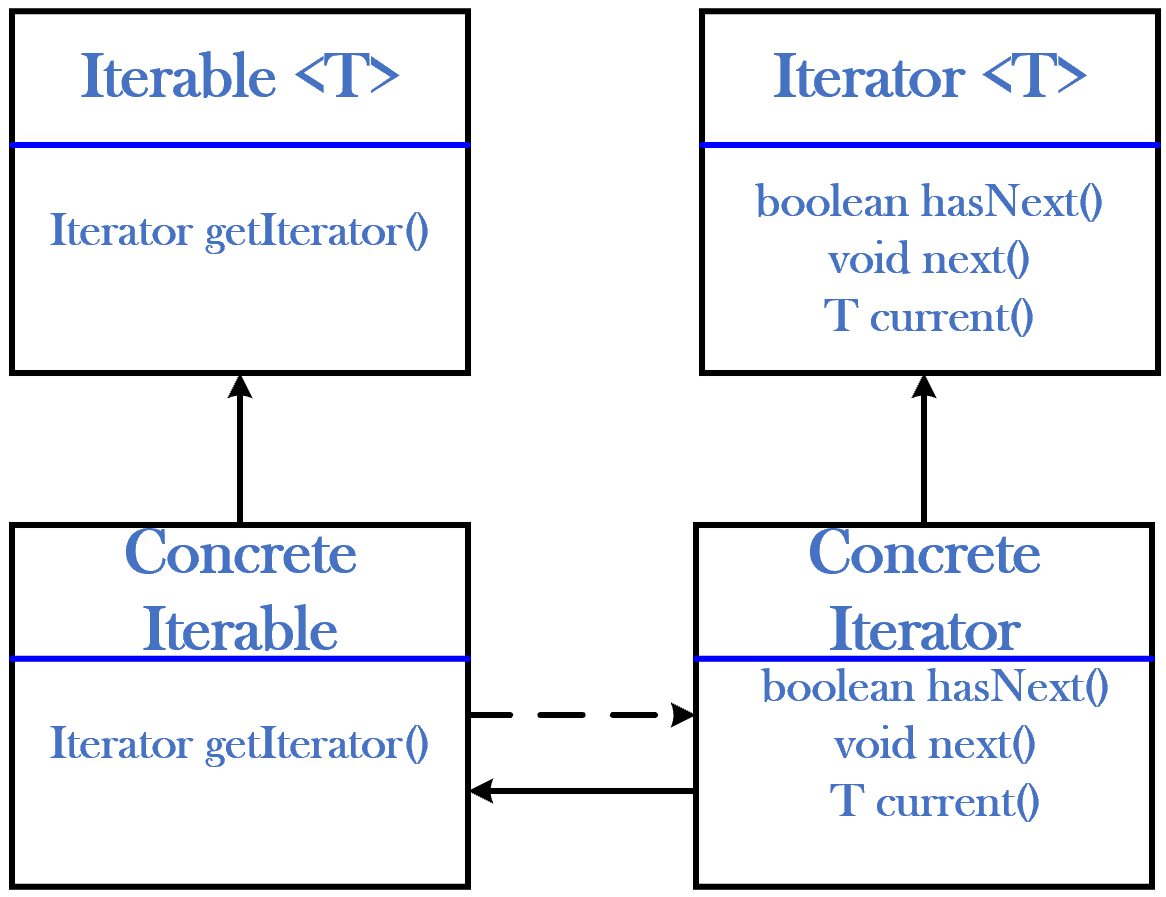 Iterable <T>
Iterator getIterator()
Iterator <T>
boolean hasNext()
void next()
T current()
Concrete
Iterable
Iterator getIterator()
Concrete
Iterator
boolean hasNext()
void next()
T current()